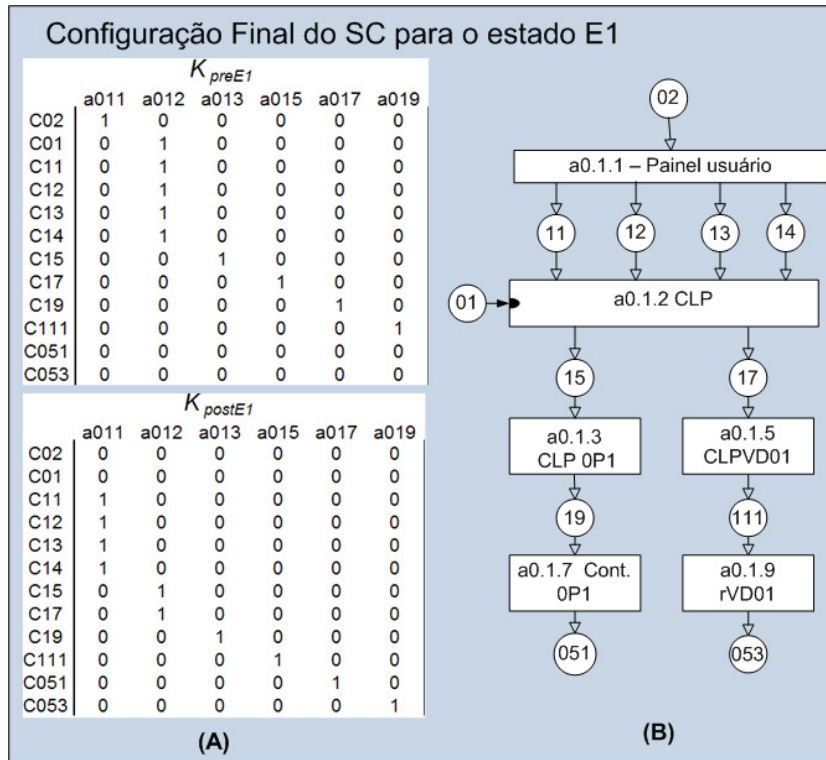 Configuração Final do SC para o estado E1
K preE1
a011 a012 a013 a015 a017 a019
C02 1 0 0 0 0 0
C01 0 1 0 0 0 0
C11 0 1 0 0 0 0
C12 0 1 0 0 0 0
C13 0 1 0 0 0 0
C14 0 1 0 0 0 0
C15 0 0 1 0 0 0
C17 0 0 0 1 0 0
C19 0 0 0 0 1 0
C111 0 0 0 0 0 1
C051 0 0 0 0 0 0
C053 0 0 0 0 0 0
K postE1
a011 a012 a013 a015 a017 a019
C02 0 0 0 0 0 0
C01 0 0 0 0 0 0
C11 1 0 0 0 0 0
C12 1 0 0 0 0 0
C13 1 0 0 0 0 0
C14 1 0 0 0 0 0
C15 0 1 0 0 0 0
C17 0 1 0 0 0 0
C19 0 0 1 0 0 0
C111 0 0 0 1 0 0
C051 0 0 0 0 1 0
C053 0 0 0 0 0 1
(A)
02
a0.1.1 – Painel usuário
11 12 13 14
01
a0.1.2 CLP
15 17
a0.1.3
CLP 0P1
a0.1.5
CLPVD01
19 111
a0.1.7 Cont.
0P1
a0.1.9
rVD01
051 053
(B)